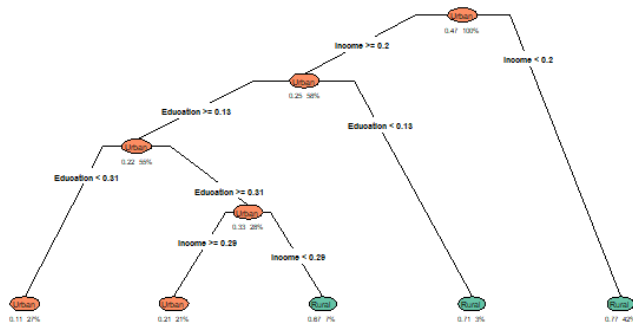 Urban
0.47 100%
Income >= 0.2
Income < 0.2
Urban
0.25 58%
Education >= 0.13
Education < 0.13
Urban
0.22 55%
Education < 0.31
Education >= 0.31
Urban
0.33 28%
Income >= 0.29
Income < 0.29
Urban
0.11 27%
Urban
0.21 21%
Rural
0.67 7%
Rural
0.71 3%
Rural
0.77 42%